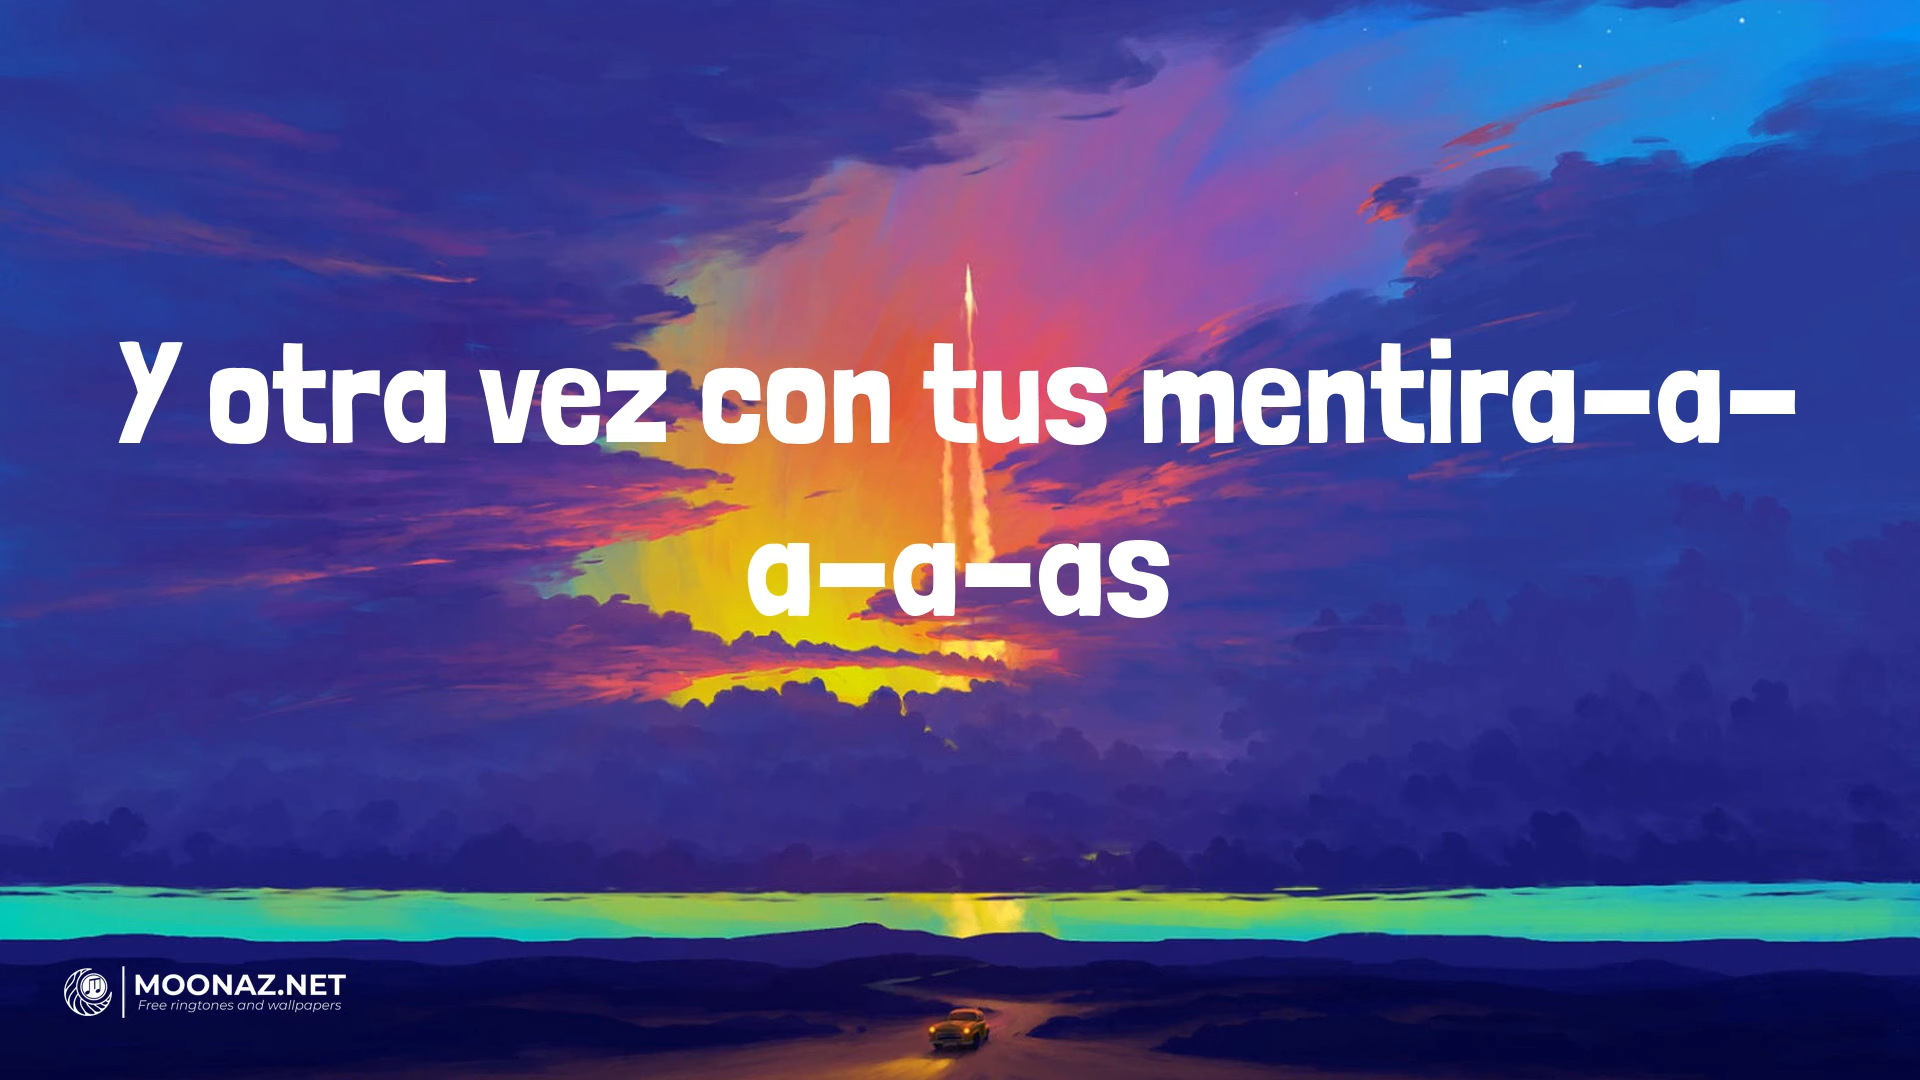 Y otra vez con tus mentira-a-
a-a-as
MOONAZ.NET
Free ringtones and wallpapers